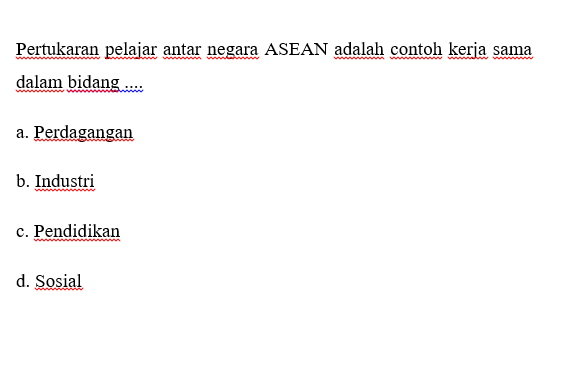 Pertukaran pelajar antar negara ASEAN adalah contoh kerja sama
dalam bidang ....
a. Perdagangan
b. Industri
c. Pendidikan
d. Sosial